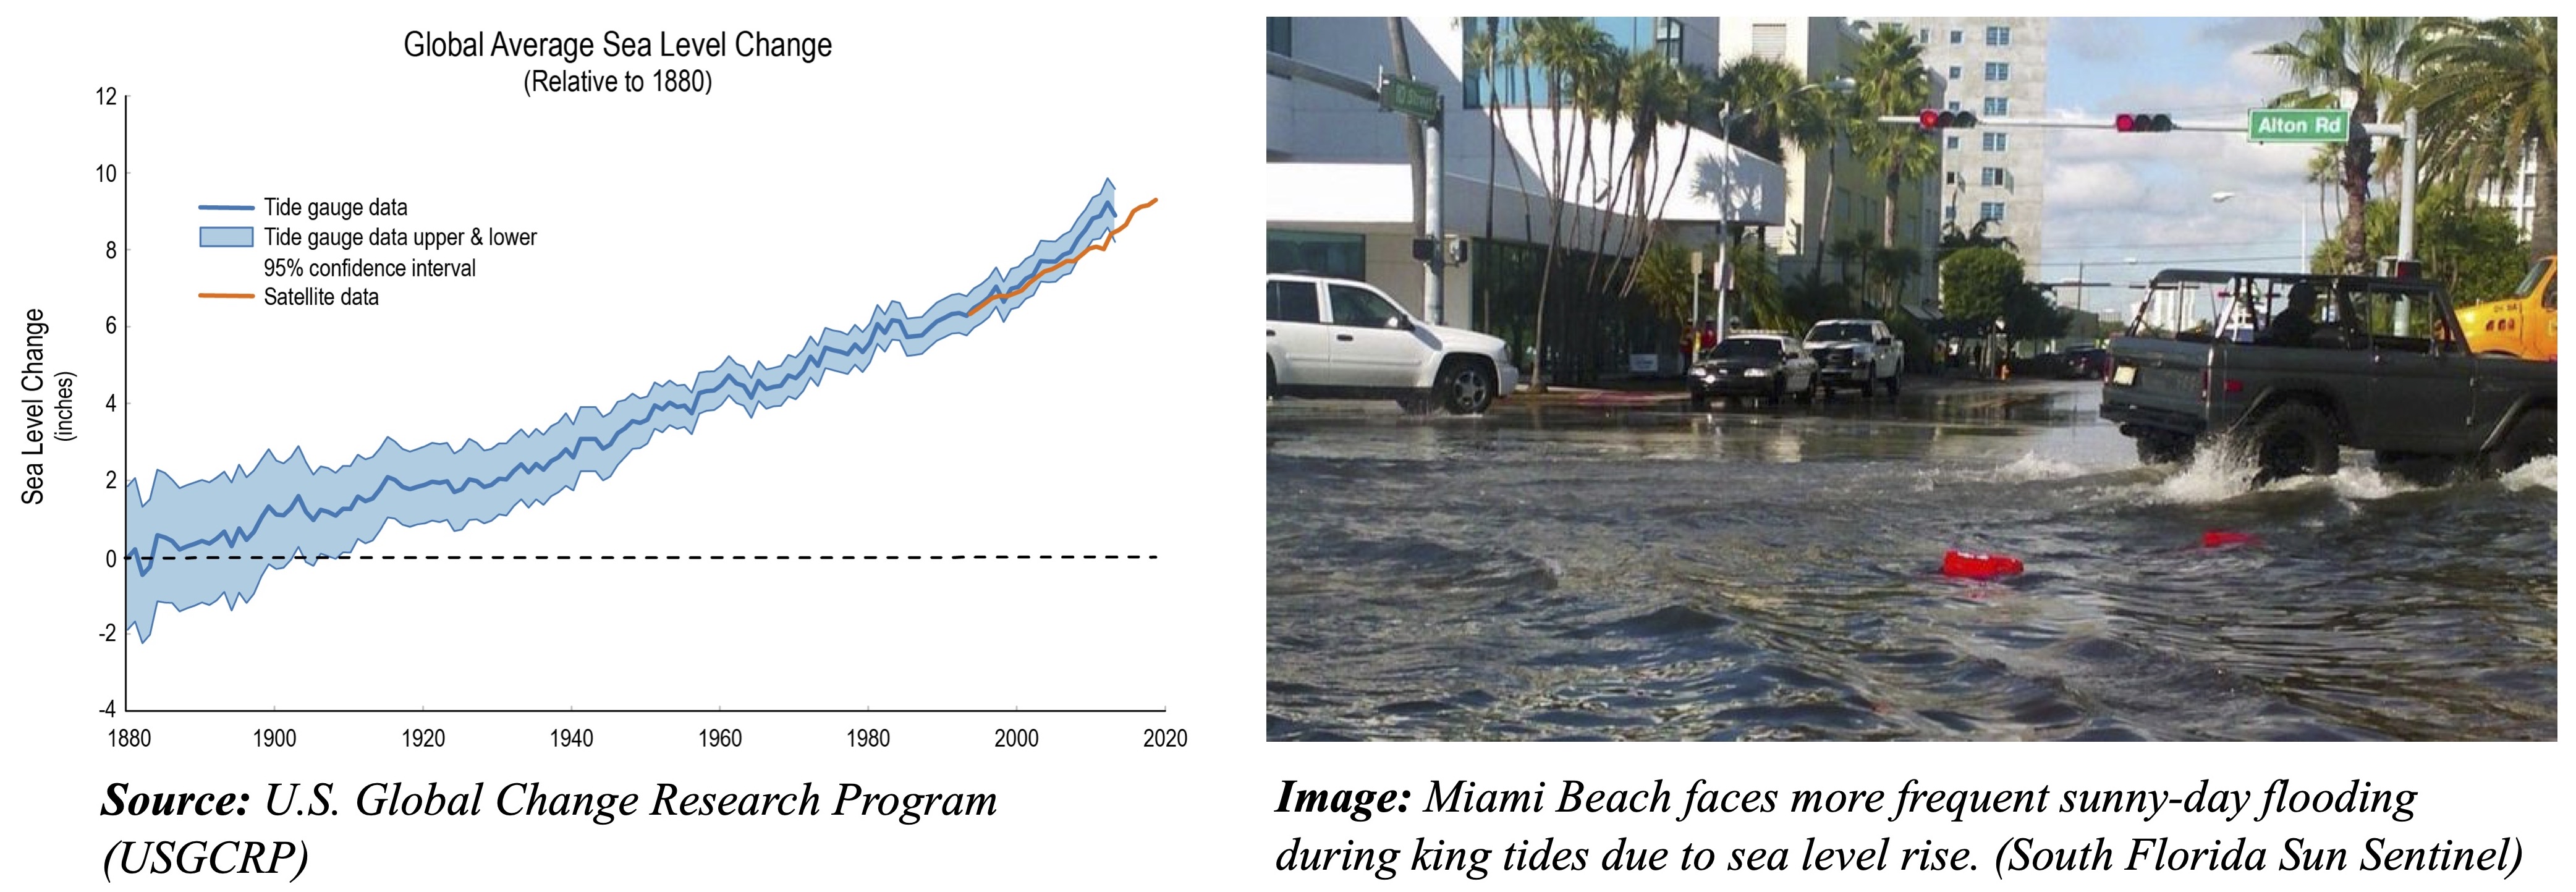 Global Average Sea Level Change
(Relative to 1880)
Sea Level Change
(inches)
12
10
8
6
4
2
0
-2
-4
Tide gauge data
Tide gauge data upper & lower
95% confidence interval
Satellite data
1880 1900 1920 1940 1960 1980 2000 2020
Source: U.S. Global Change Research Program
(USGCRP)
10 Street
Alton Rd
Image: Miami Beach faces more frequent sunny-day flooding
during king tides due to sea level rise. (South Florida Sun Sentinel)